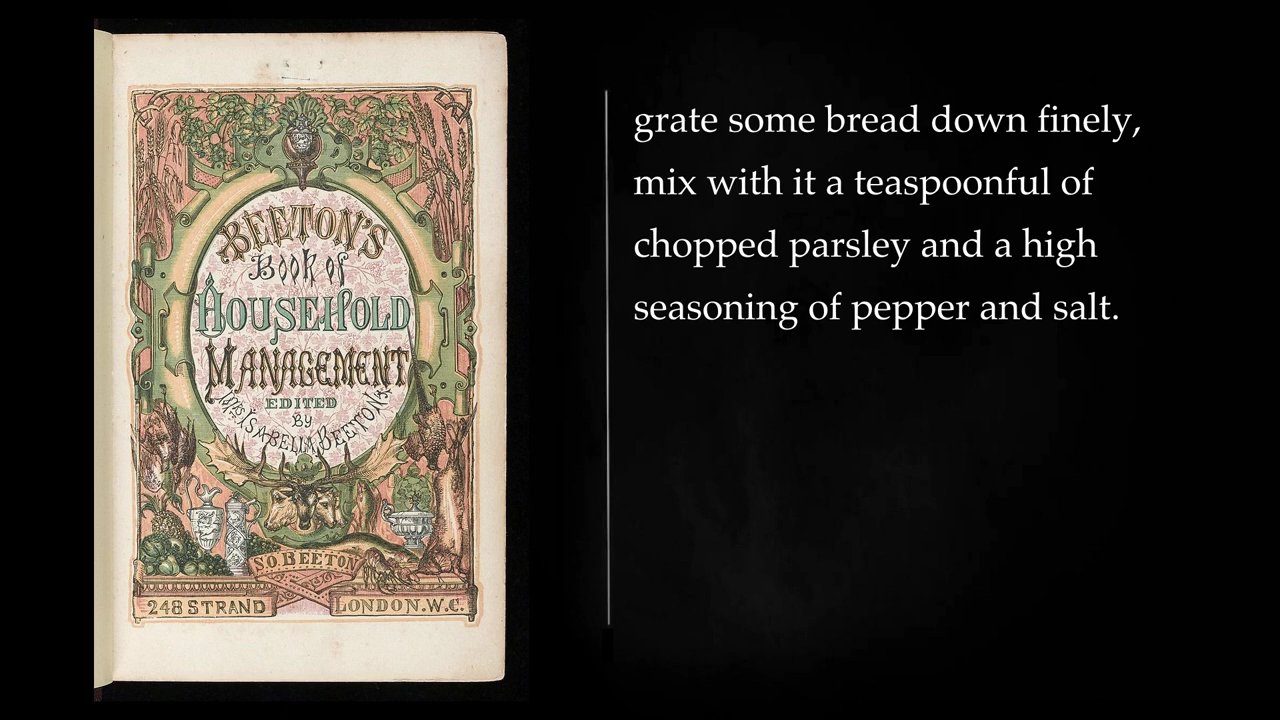 BEETON'S
Book of
HOUSEHOLD
MANAGEMENT
EDITED
BY
MRS ISABELLA BEETON
S.O. BEETON
248 STRAND
LONDON.W.C.
grate some bread down finely,
mix with it a teaspoonful of
chopped parsley and a high
seasoning of pepper and salt.